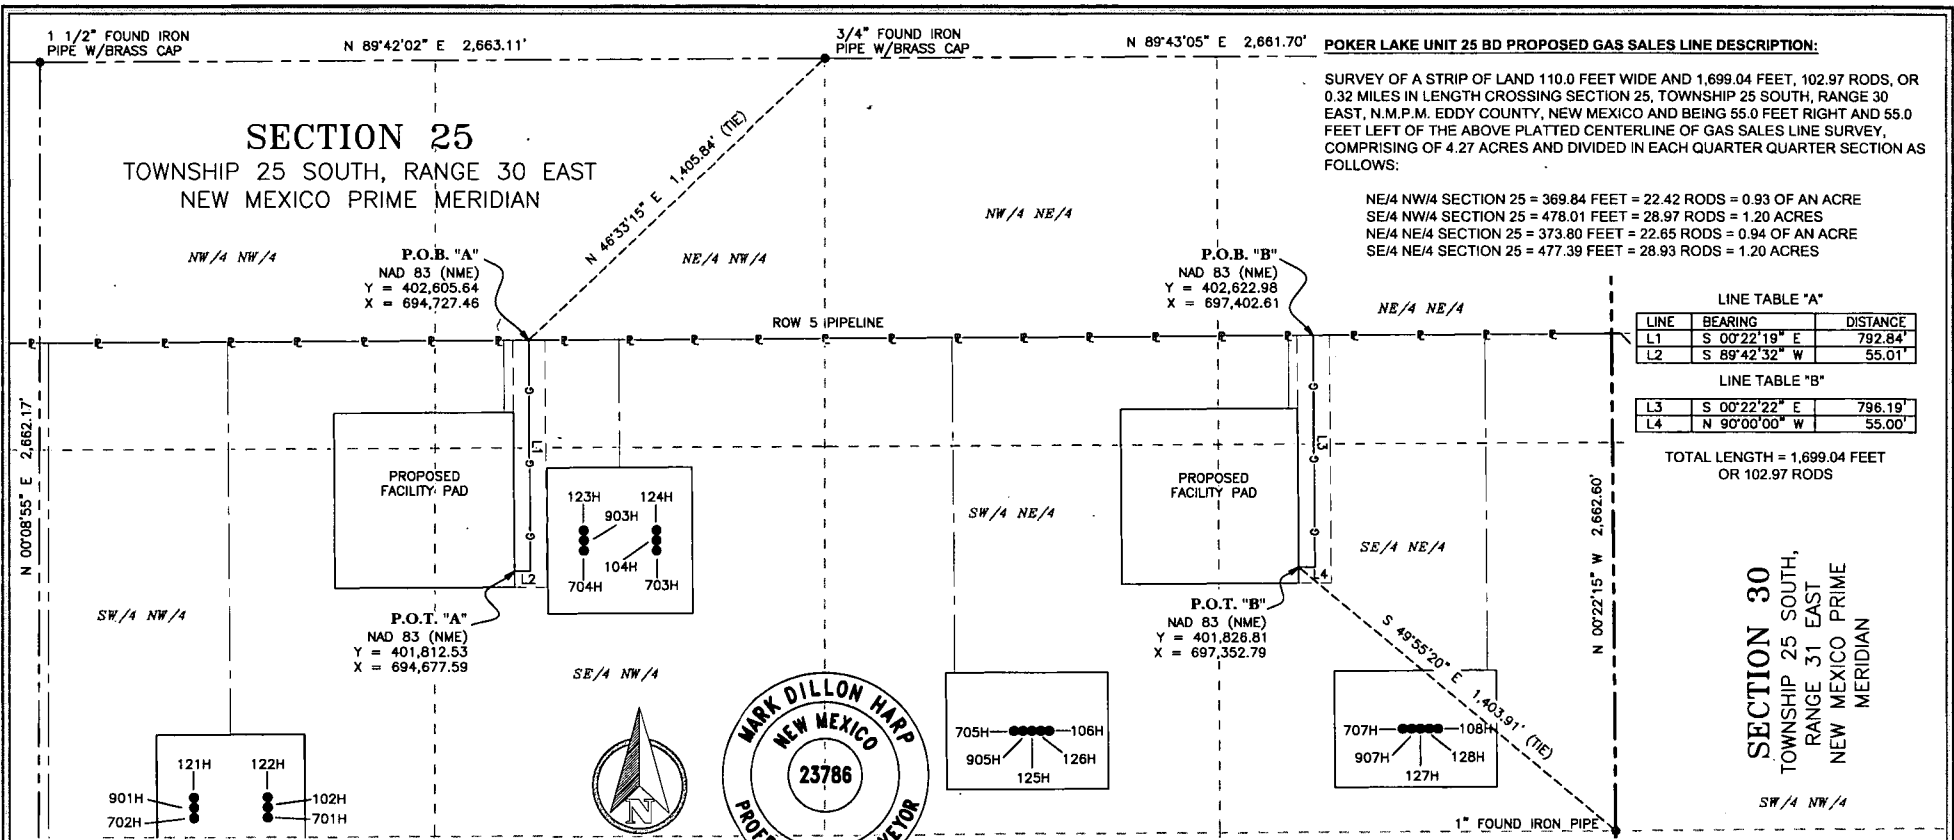 1 1/2" FOUND IRON
PIPE W/BRASS CAP
N 89°42'02" E 2,663.11'
3/4" FOUND IRON
PIPE W/BRASS CAP
N 89°43'05" E 2,661.70'
POKER LAKE UNIT 25 BD PROPOSED GAS SALES LINE DESCRIPTION:
SURVEY OF A STRIP OF LAND 110.0 FEET WIDE AND 1,699.04 FEET, 102.97 RODS, OR
0.32 MILES IN LENGTH CROSSING SECTION 25, TOWNSHIP 25 SOUTH, RANGE 30
EAST, N.M.P.M. EDDY COUNTY, NEW MEXICO AND BEING 55.0 FEET RIGHT AND 55.0
FEET LEFT OF THE ABOVE PLATTED CENTERLINE OF GAS SALES LINE SURVEY,
COMPRISING OF 4.27 ACRES AND DIVIDED IN EACH QUARTER QUARTER SECTION AS
FOLLOWS:
NE/4 NW/4 SECTION 25 = 369.84 FEET = 22.42 RODS = 0.93 OF AN ACRE
SE/4 NW/4 SECTION 25 = 478.01 FEET = 28.97 RODS = 1.20 ACRES
NE/4 NE/4 SECTION 25 = 373.80 FEET = 22.65 RODS = 0.94 OF AN ACRE
SE/4 NE/4 SECTION 25 = 477.39 FEET = 28.93 RODS = 1.20 ACRES
SECTION 25
TOWNSHIP 25 SOUTH, RANGE 30 EAST
NEW MEXICO PRIME MERIDIAN
N 46°33'15" E 1,405.84' (TIE)
NW/4 NE/4
NW/4 NW/4
P.O.B. "A"
NAD 83 (NME)
Y = 402,605.64
X = 694,727.46
NE/4 NW/4
P.O.B. "B"
NAD 83 (NME)
Y = 402,622.98
X = 697,402.61
NE/4 NE/4
ROW 5 PIPELINE
LINE TABLE "A"
LINE BEARING DISTANCE
L1 S 00°22'19" E 792.84'
L2 S 89°42'32" W 55.01'
LINE TABLE "B"
L3 S 00°22'22" E 796.19'
L4 N 90°00'00" W 55.00'
TOTAL LENGTH = 1,699.04 FEET
OR 102.97 RODS
N 00°08'55" E 2,662.17'
L1
L3
PROPOSED
FACILITY PAD
123H 124H
903H
104H
704H 703H
L2
SW/4 NE/4
PROPOSED
FACILITY PAD
SE/4 NE/4
L4
N 00°22'15" W 2,662.60'
SECTION 30
TOWNSHIP 25 SOUTH,
RANGE 31 EAST
NEW MEXICO PRIME
MERIDIAN
SW/4 NW/4
P.O.T. "A"
NAD 83 (NME)
Y = 401,812.53
X = 694,677.59
SE/4 NW/4
P.O.T. "B"
NAD 83 (NME)
Y = 401,826.81
X = 697,352.79
S 49°55'20" E 1,403.91' (TIE)
MARK DILLON HARP
NEW MEXICO
23786
N
705H 106H
905H 126H
125H
707H 108H
907H 128H
127H
121H 122H
901H 102H
702H 701H
SW/4 NW/4
1" FOUND IRON PIPE